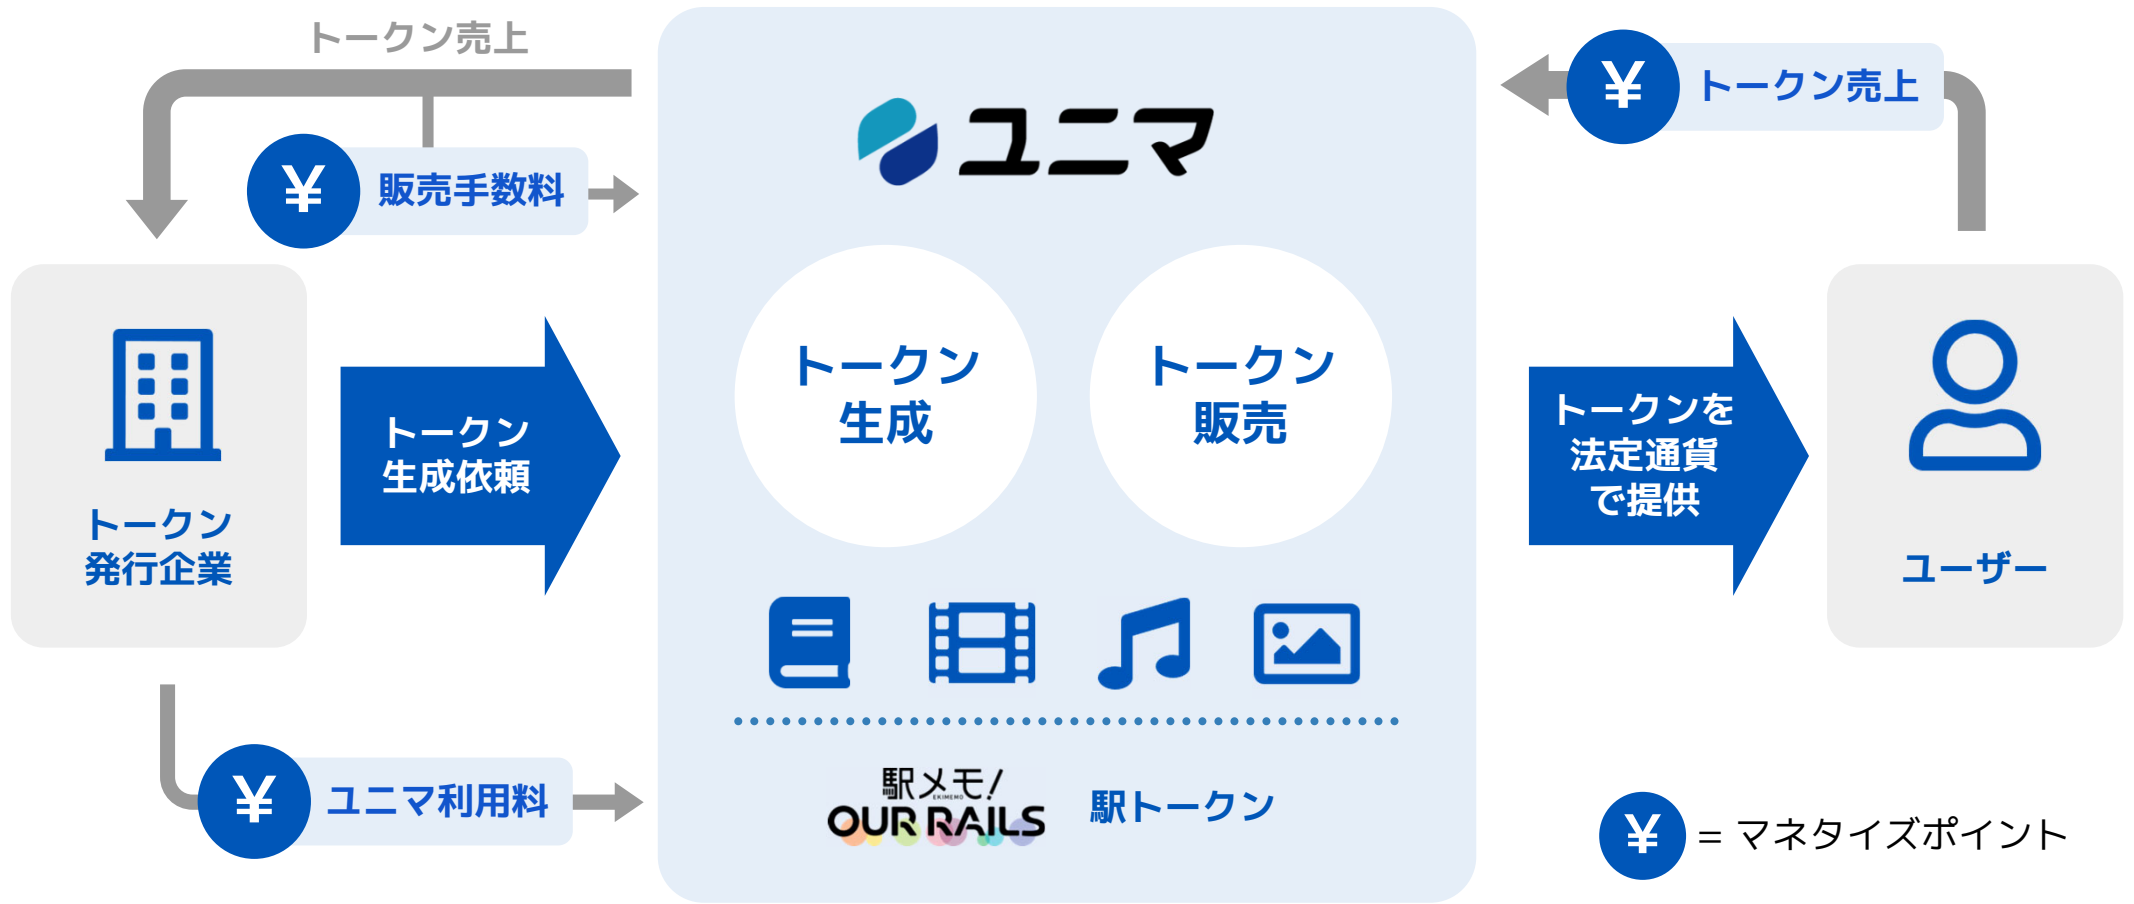 トークン売上
¥
販売手数料
トークン
発行企業
トークン
生成依頼
¥
ユニマ利用料
ユニマ
トークン
生成
トークン
販売
駅メモ!
EKIMEMO
OUR RAILS
駅トークン
¥
トークン売上
トークンを
法定通貨
で提供
ユーザー
¥ = マネタイズポイント